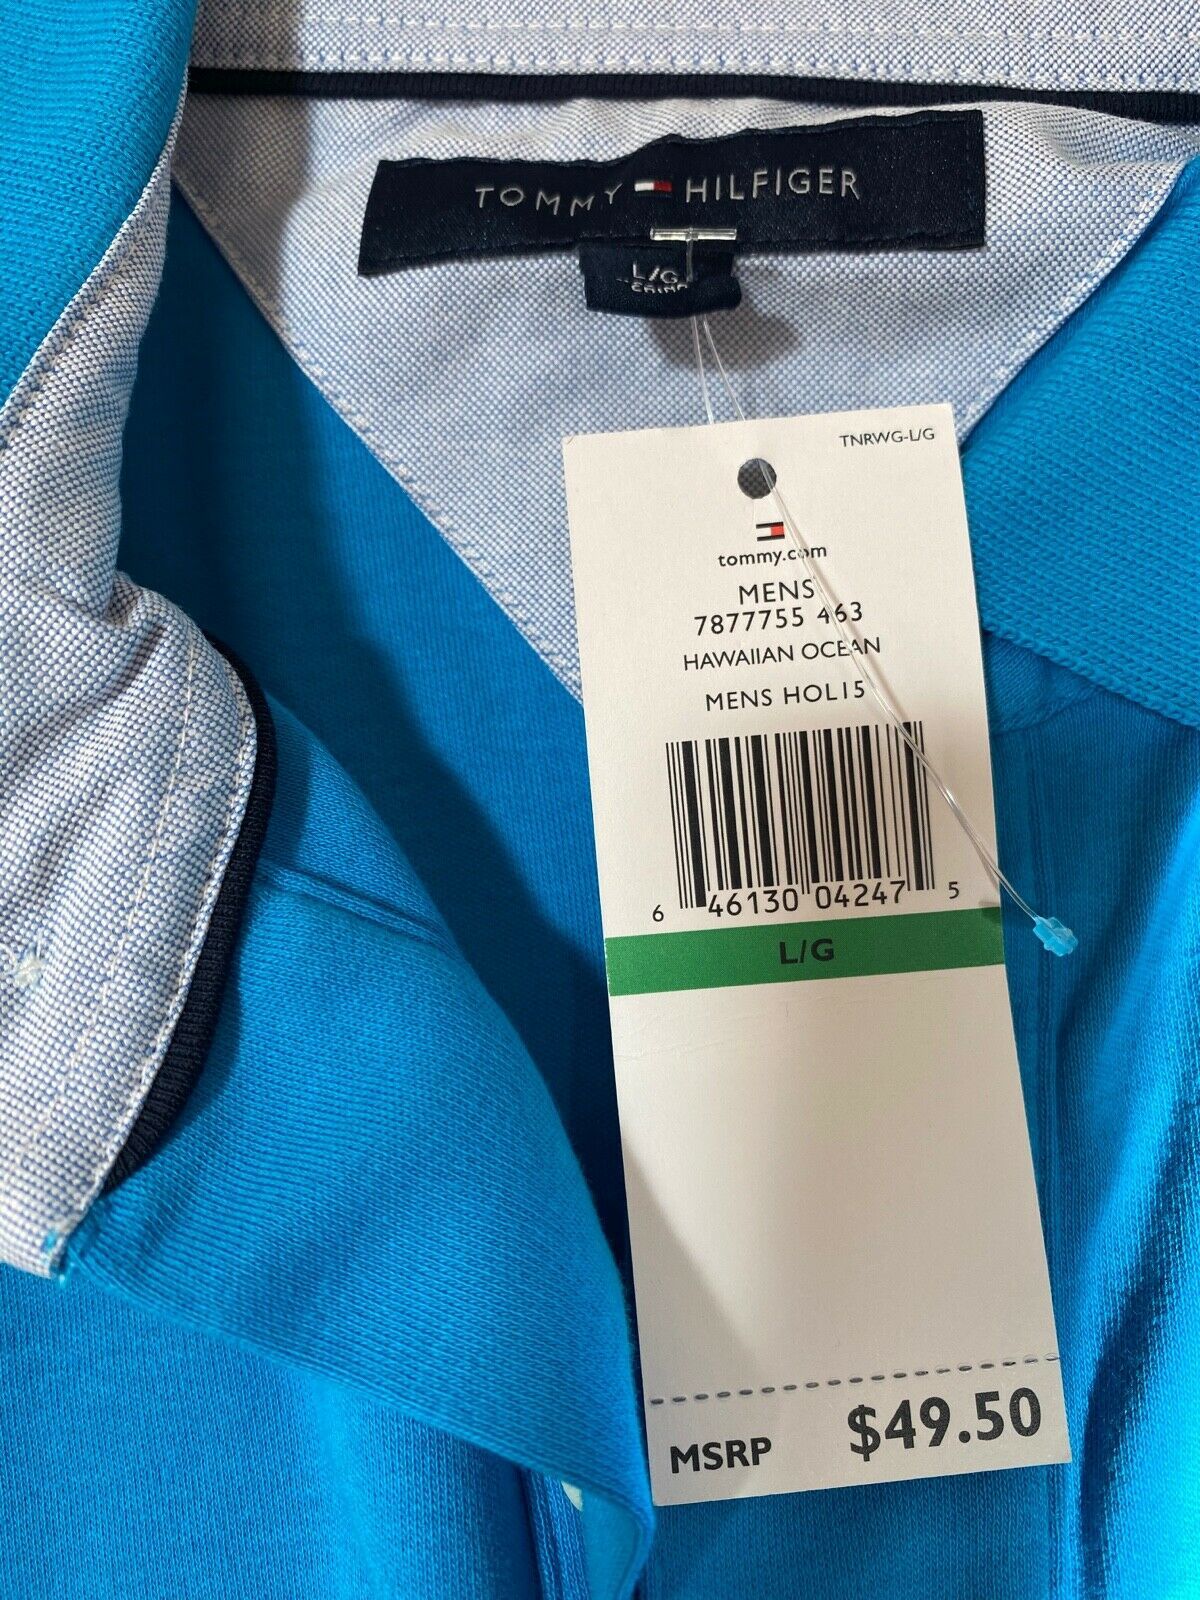 TOMMY HILFIGER
L/G
TNRWG-L/G
tommy.com
MENS
7877755 463
HAWAIIAN OCEAN
MENS HOL15
6 46130 04247 5
L/G
MSRP $49.50